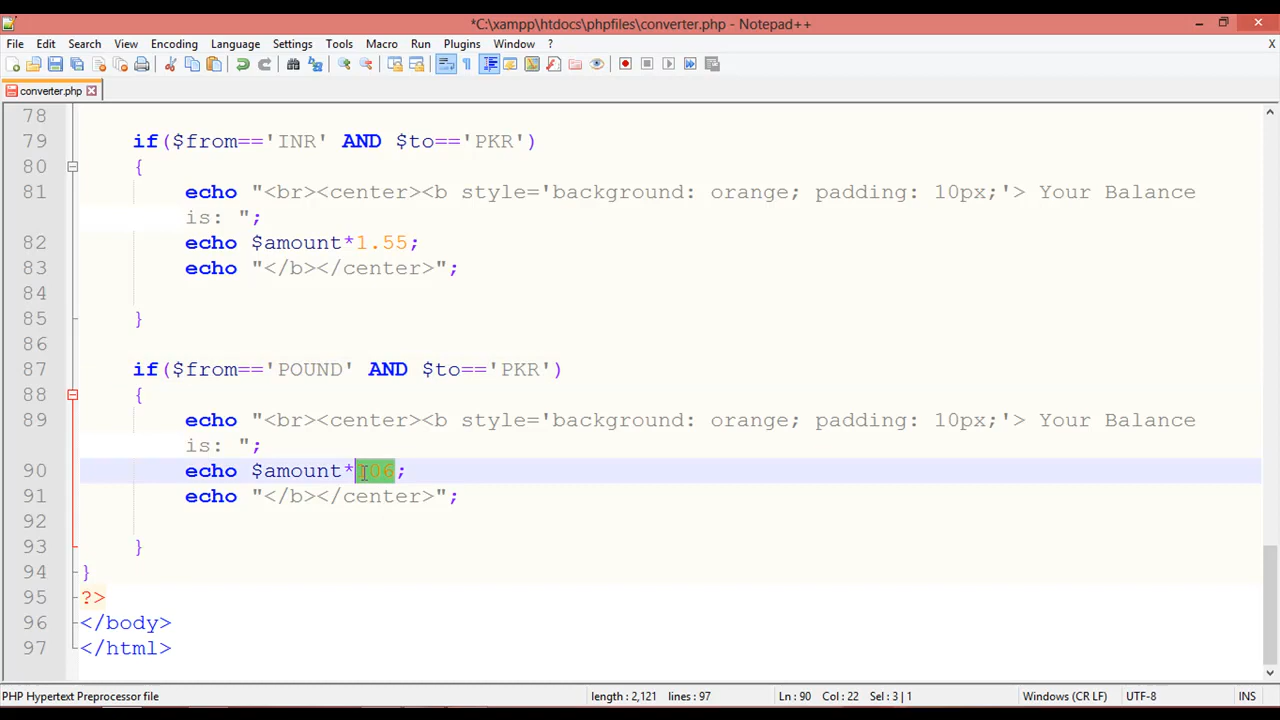 *C:\xampp\htdocs\phpfiles\converter.php - Notepad++
File Edit Search View Encoding Language Settings Tools Macro Run Plugins Window ? X
converter.php
78
79 if($from=='INR' AND $to=='PKR')
80 {
81 echo "<br><center><b style='background: orange; padding: 10px;'> Your Balance
is: ";
82 echo $amount*1.55;
83 echo "</b></center>";
84
85 }
86
87 if($from=='POUND' AND $to=='PKR')
88 {
89 echo "<br><center><b style='background: orange; padding: 10px;'> Your Balance
is: ";
90 echo $amount*106;
91 echo "</b></center>";
92
93 }
94 }
95 ?>
96 </body>
97 </html>
PHP Hypertext Preprocessor file length : 2,121 lines : 97 Ln : 90 Col : 22 Sel : 3 | 1 Windows (CR LF) UTF-8 INS